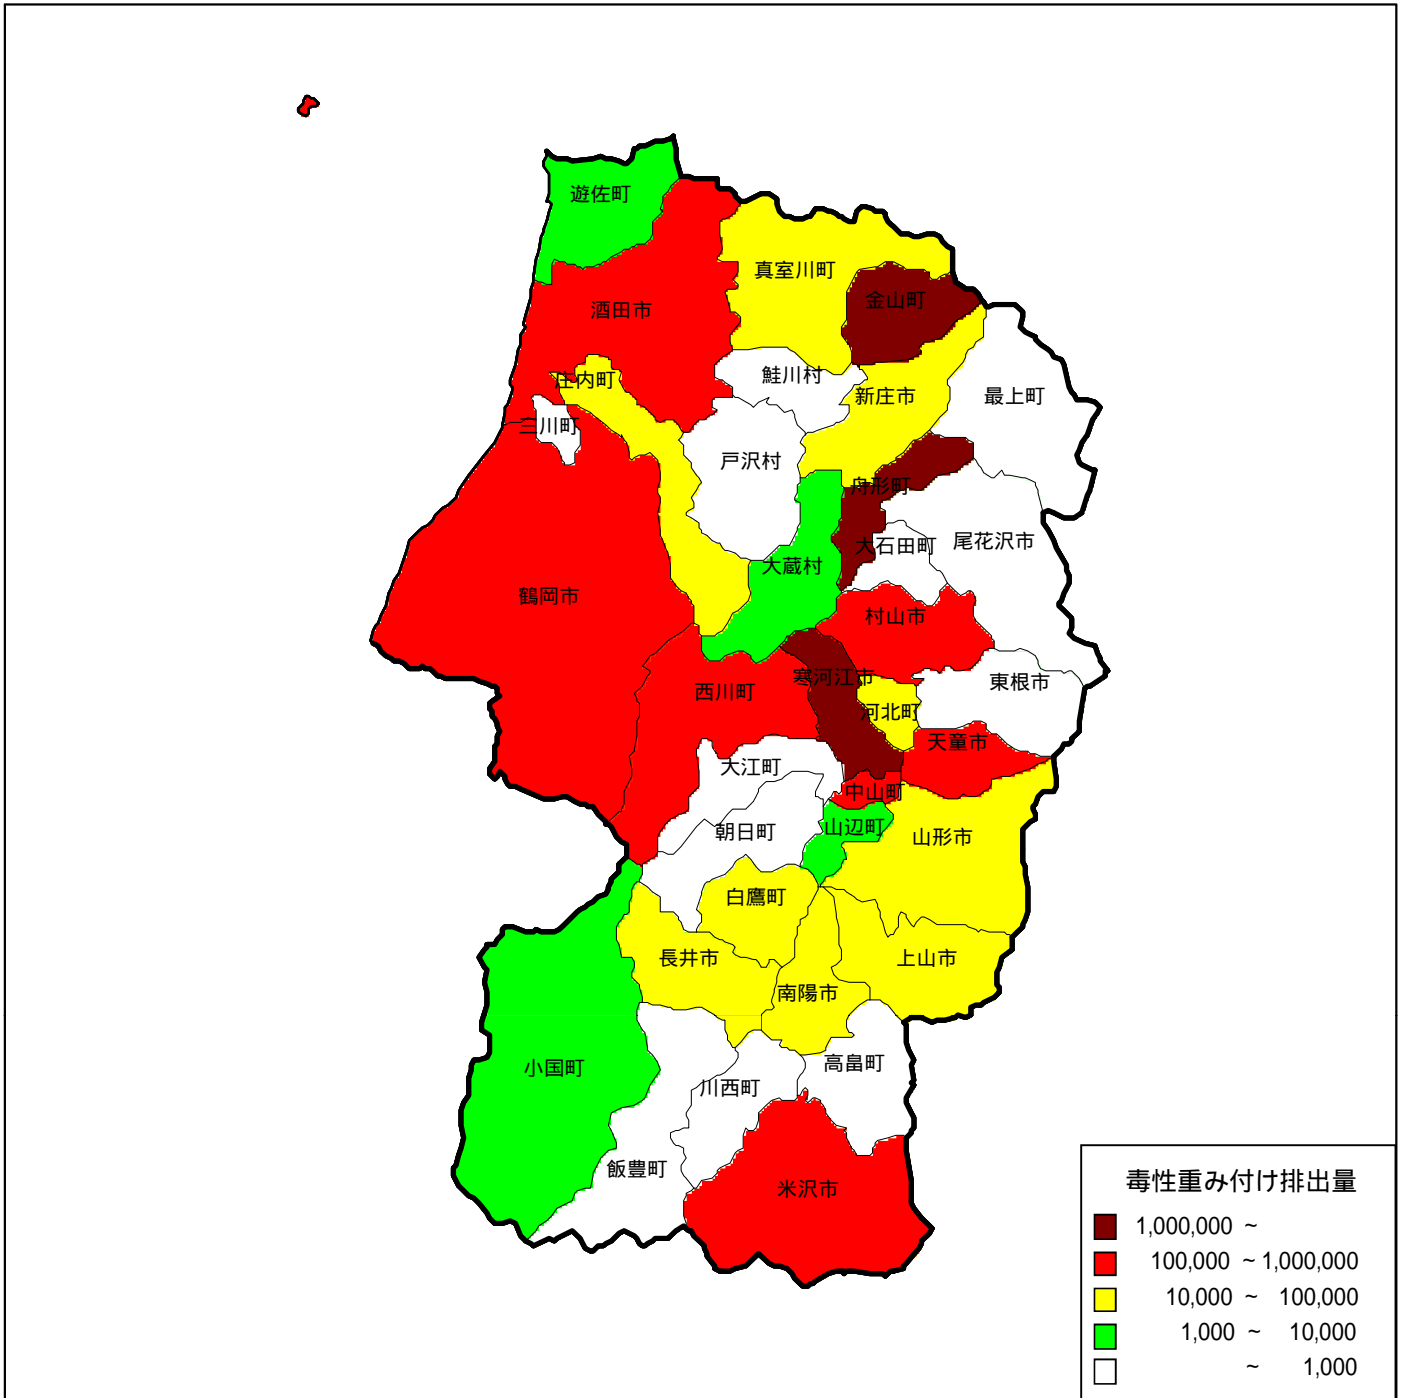 遊佐町
真室川町
金山町
酒田市
鮭川村
庄内町
新庄市
最上町
三川町
戸沢村
舟形町
大石田町
尾花沢市
大蔵村
鶴岡市
村山市
寒河江市
東根市
西川町
河北町
天童市
大江町
中山町
朝日町
山辺町
山形市
白鷹町
長井市
上山市
南陽市
高畠町
小国町
川西町
飯豊町
米沢市
毒性重み付け排出量
1,000,000 ~
100,000 ~ 1,000,000
10,000 ~ 100,000
1,000 ~ 10,000
~ 1,000